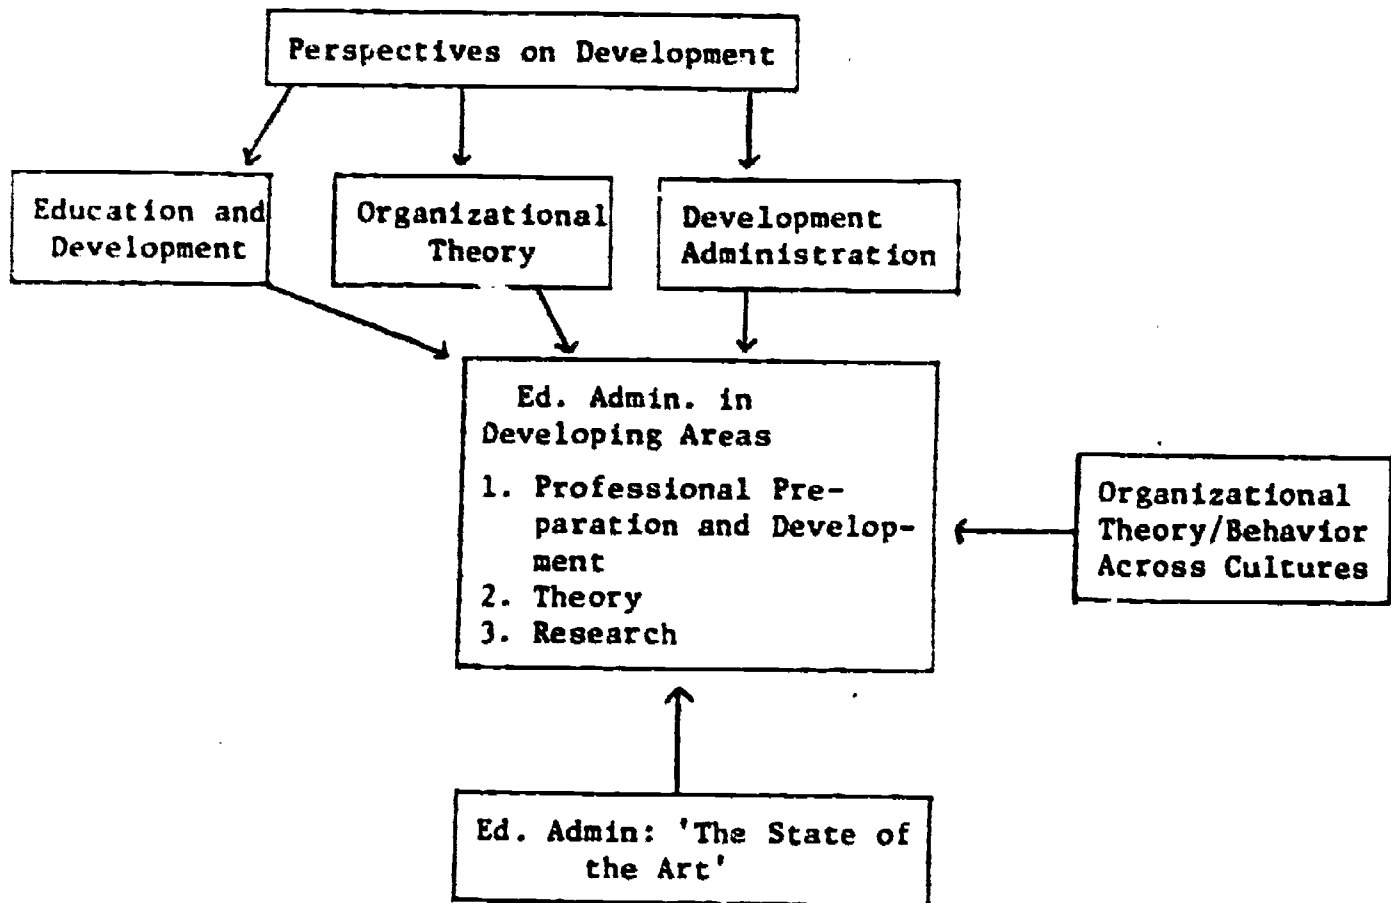 Perspectives on Development
Education and
Development
Organizational
Theory
Development
Administration
Ed. Admin. in
Developing Areas
1. Professional Pre-
paration and Develop-
ment
2. Theory
3. Research
Organizational
Theory/Behavior
Across Cultures
Ed. Admin: 'The State of
the Art'